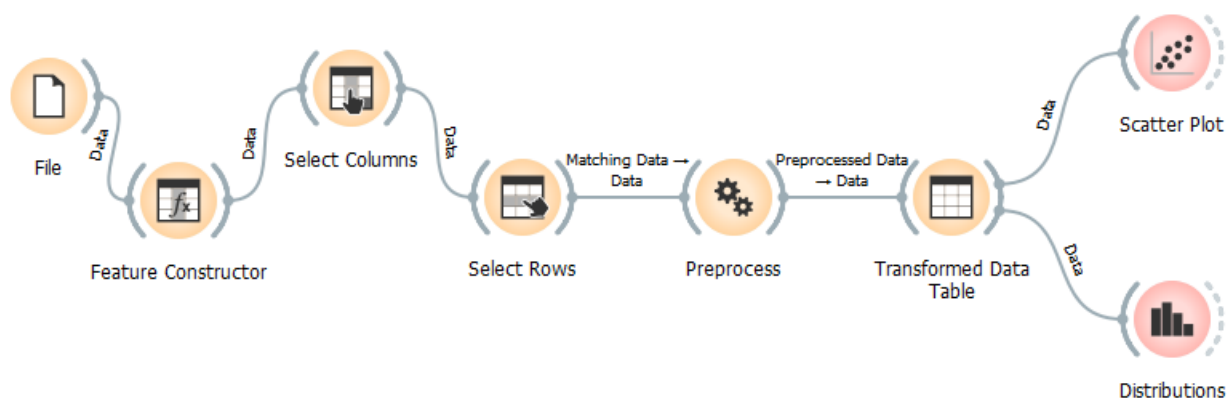 File
Data
Feature Constructor
Data
Select Columns
Data
Select Rows
Matching Data →
Data
Preprocess
Preprocessed Data
→ Data
Transformed Data
Table
Data
Scatter Plot
Data
Distributions
fx